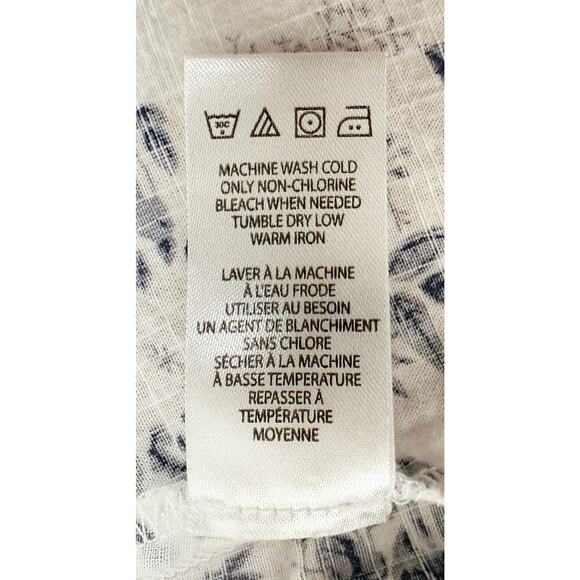 30C
MACHINE WASH COLD
ONLY NON-CHLORINE
BLEACH WHEN NEEDED
TUMBLE DRY LOW
WARM IRON
LAVER À LA MACHINE
À L'EAU FRODE
UTILISER AU BESOIN
UN AGENT DE BLANCHIMENT
SANS CHLORE
SÉCHER À LA MACHINE
À BASSE TEMPERATURE
REPASSER À
TEMPÉRATURE
MOYENNE